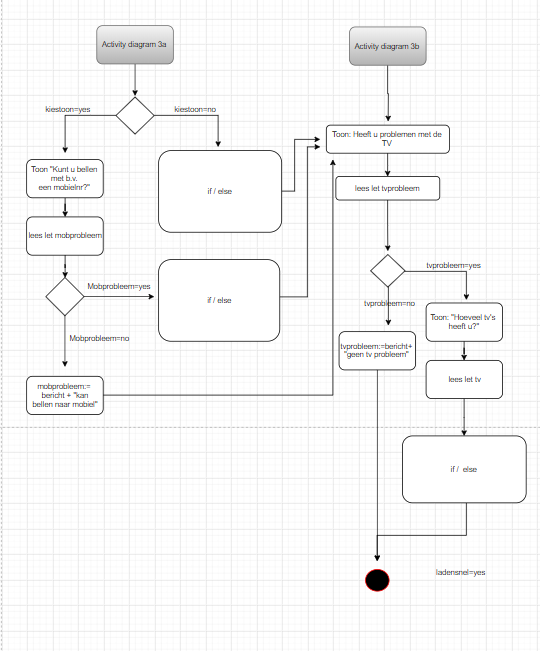 Activity diagram 3a
Activity diagram 3b
kiestoon=yes
kiestoon=no
Toon: Heeft u problemen met de
TV
Toon "Kunt u bellen
met b.v.
een mobielnr?"
if / else
lees let tvprobleem
lees let mobprobleem
tvprobleem=yes
Mobprobleem=yes
if / else
tvprobleem=no
Toon: "Hoeveel tv's
heeft u?"
Mobprobleem=no
tvprobleem:=bericht+
"geen tv probleem"
lees let tv
mobprobleem:=
bericht + "kan
bellen naar mobiel"
if / else
ladensnel=yes